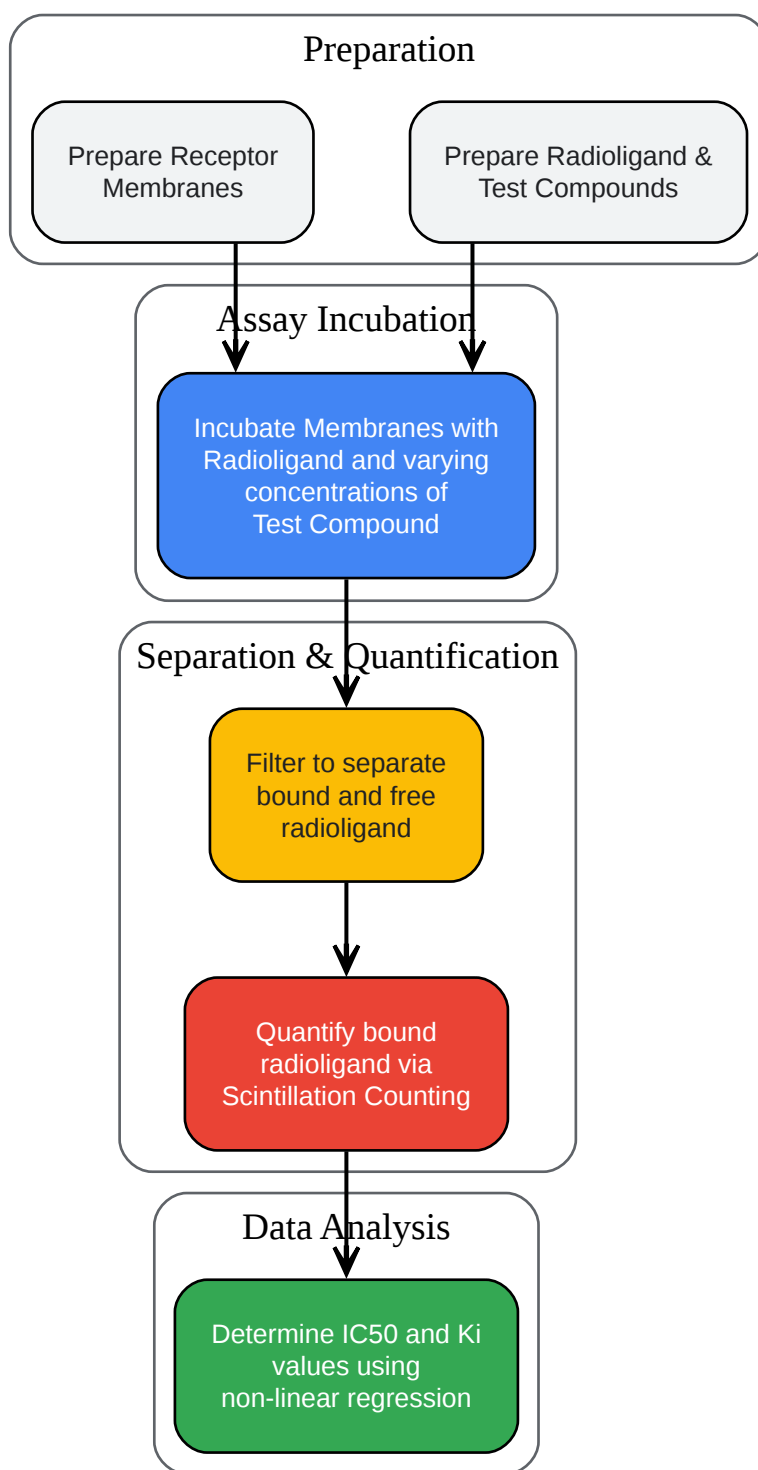 Preparation
Prepare Receptor
Membranes
Prepare Radioligand &
Test Compounds
Assay Incubation
Incubate Membranes with
Radioligand and varying
concentrations of
Test Compound
Separation & Quantification
Filter to separate
bound and free
radioligand
Quantify bound
radioligand via
Scintillation Counting
Data Analysis
Determine IC50 and Ki
values using
non-linear regression